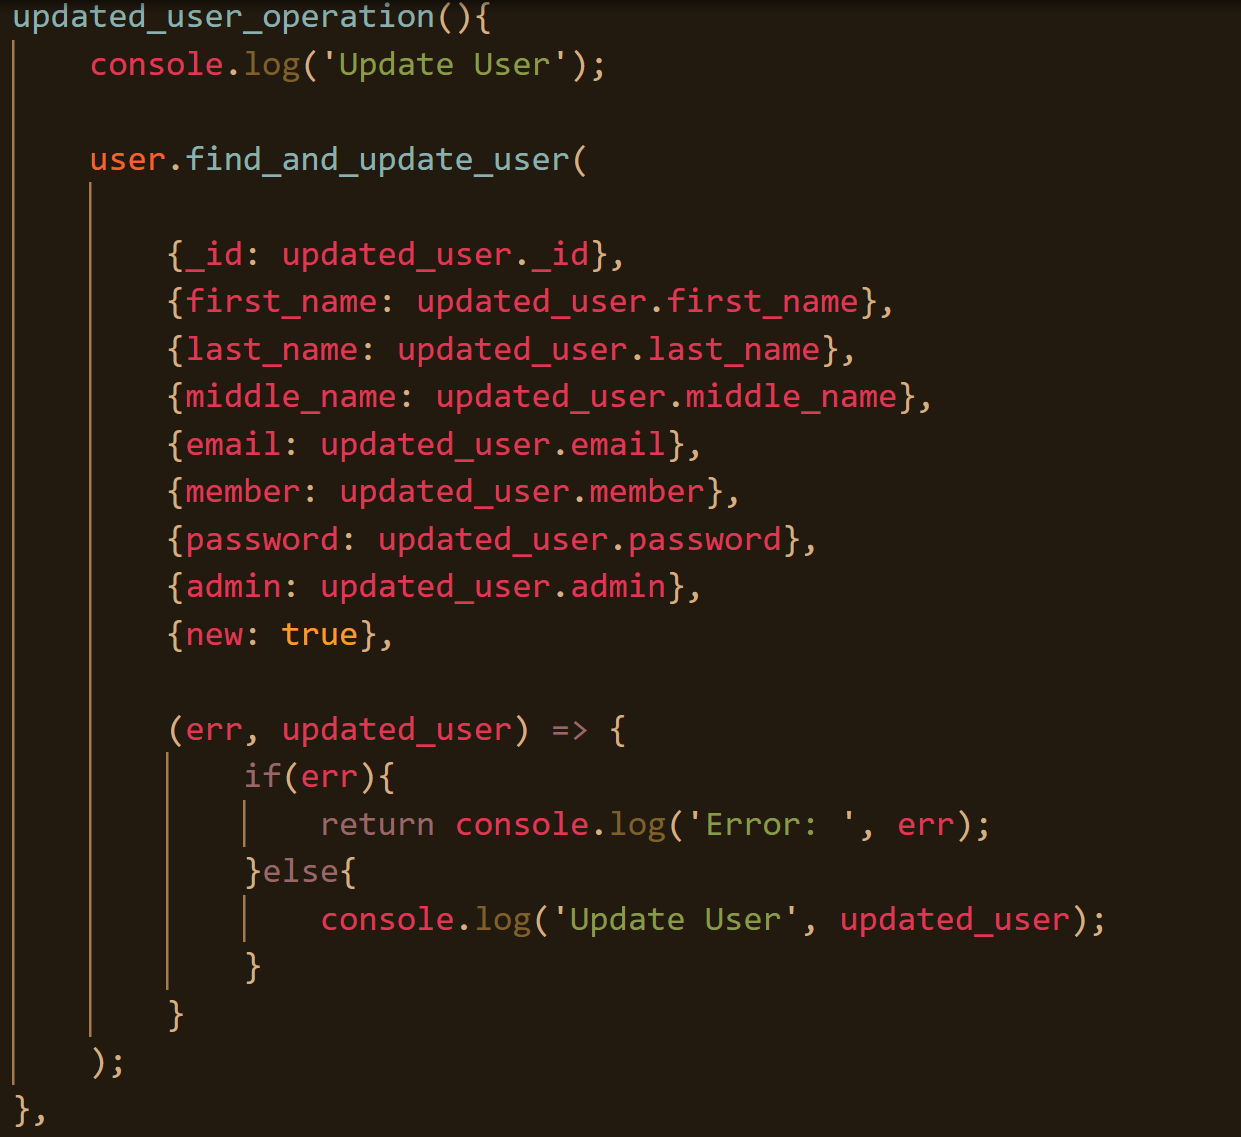 updated_user_operation(){
console.log('Update User');
user.find_and_update_user(
{_id: updated_user._id},
{first_name: updated_user.first_name},
{last_name: updated_user.last_name},
{middle_name: updated_user.middle_name},
{email: updated_user.email},
{member: updated_user.member},
{password: updated_user.password},
{admin: updated_user.admin},
{new: true},
(err, updated_user) => {
if(err){
return console.log('Error: ', err);
}else{
console.log('Update User', updated_user);
}
}
);
},